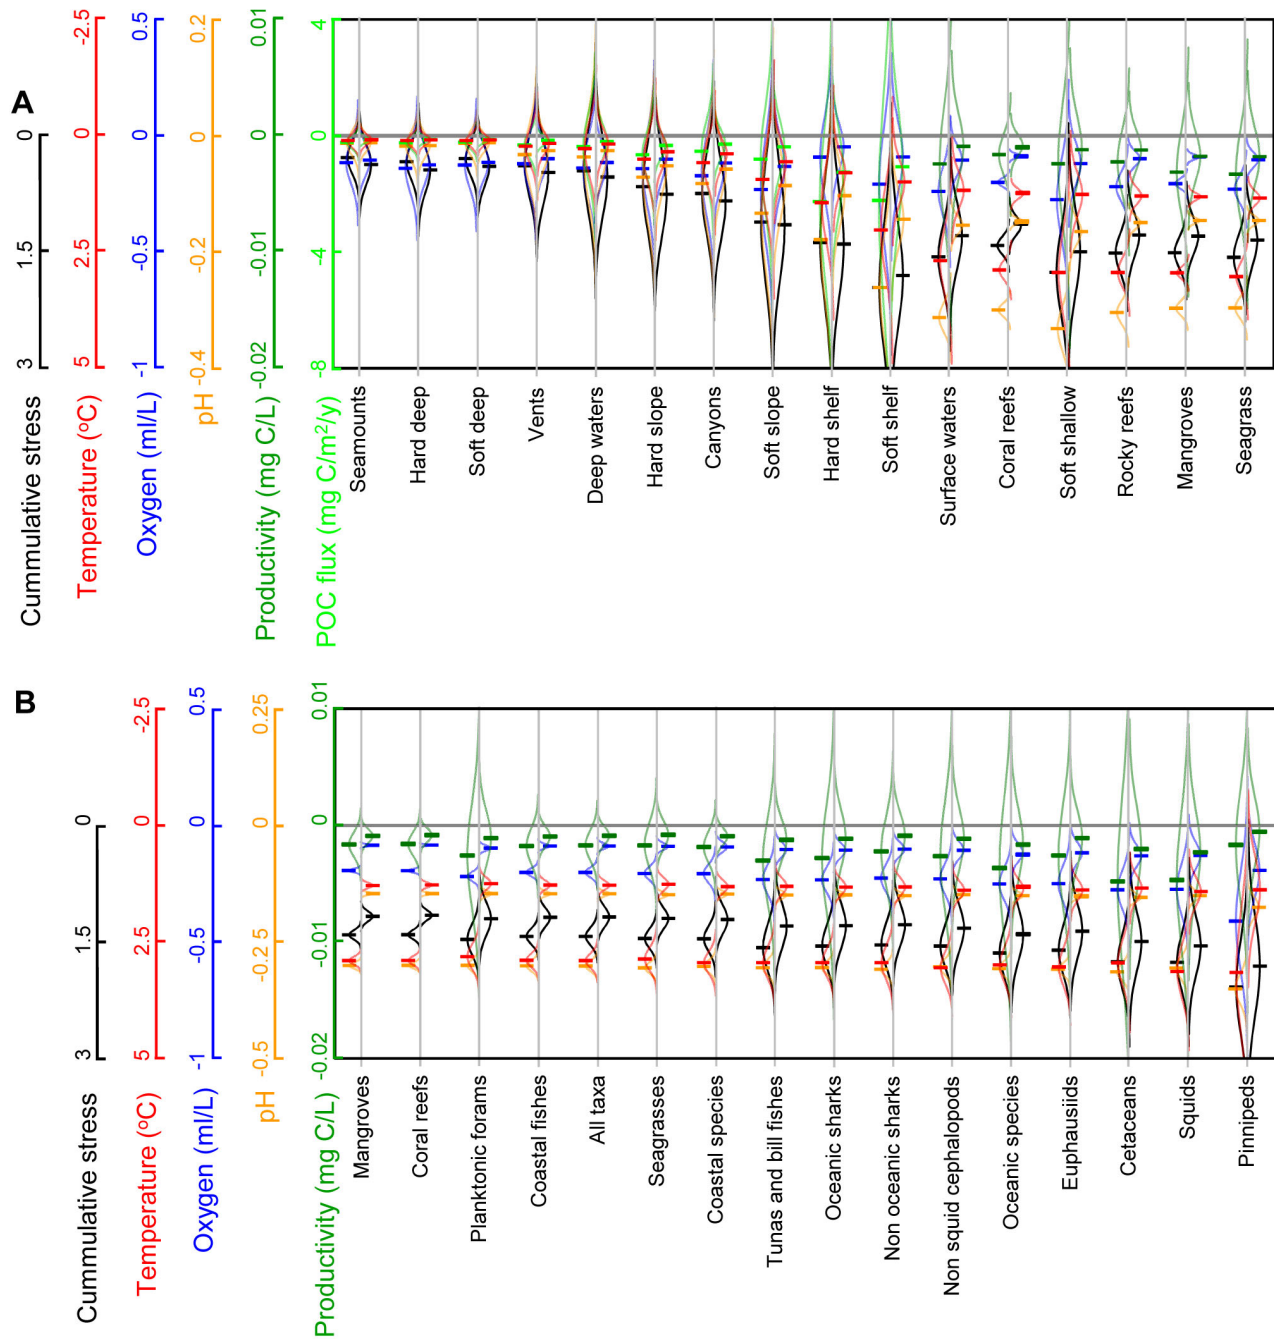 A
-2.5
0
2.5
5
0.5
0
-0.5
-1
0.2
0
-0.2
-0.4
0.01
0
-0.01
-0.02
4
0
-4
-8
0
1.5
3
Cummulative stress
Temperature (ºC)
Oxygen (ml/L)
pH
Productivity (mg C/L)
POC flux (mg C/m²/y)
Seamounts
Hard deep
Soft deep
Vents
Deep waters
Hard slope
Canyons
Soft slope
Hard shelf
Soft shelf
Surface waters
Coral reefs
Soft shallow
Rocky reefs
Mangroves
Seagrass
B
0
1.5
3
-2.5
0
2.5
5
0.5
0
-0.5
-1
0.25
0
-0.25
-0.5
0.01
0
-0.01
-0.02
Cummulative stress
Temperature (ºC)
Oxygen (ml/L)
pH
Productivity (mg C/L)
Mangroves
Coral reefs
Planktonic forams
Coastal fishes
All taxa
Seagrasses
Coastal species
Tunas and bill fishes
Oceanic sharks
Non oceanic sharks
Non squid cephalopods
Oceanic species
Euphausiids
Cetaceans
Squids
Pinnipeds